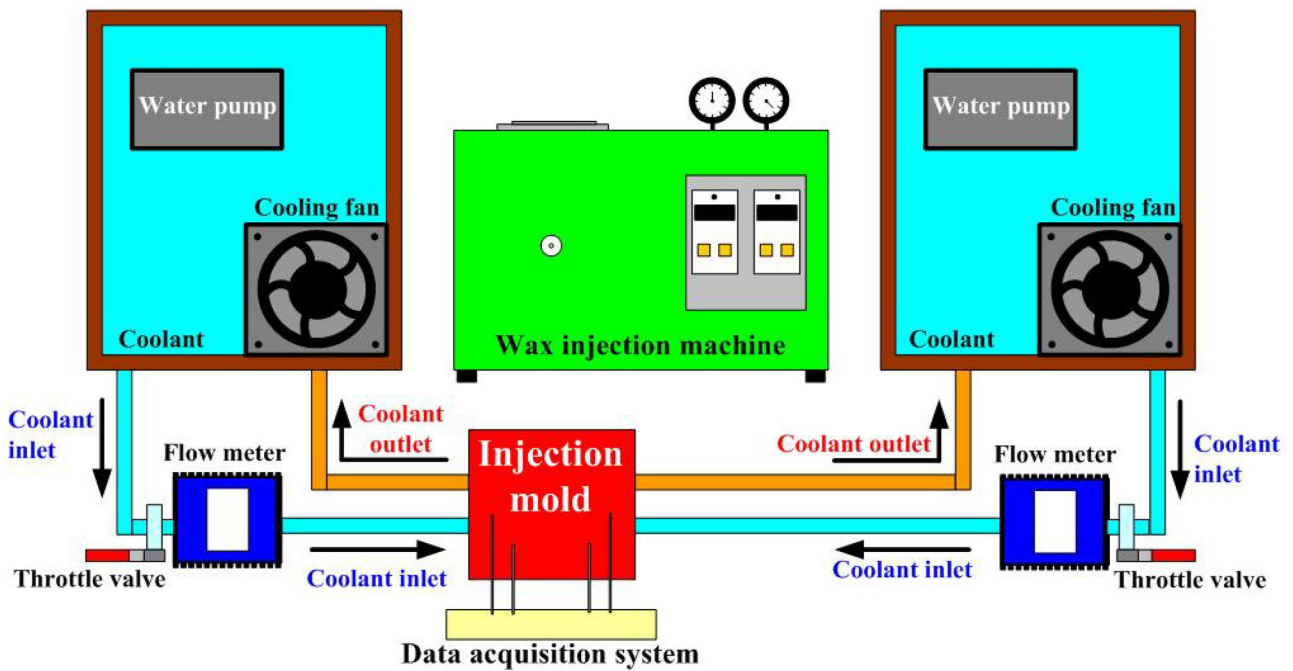 Water pump
Cooling fan
Coolant
Wax injection machine
Water pump
Cooling fan
Coolant
Coolant
inlet
Flow meter
Coolant
outlet
Injection
mold
Coolant outlet
Flow meter
Coolant
inlet
Throttle valve
Coolant inlet
Coolant inlet
Throttle valve
Data acquisition system